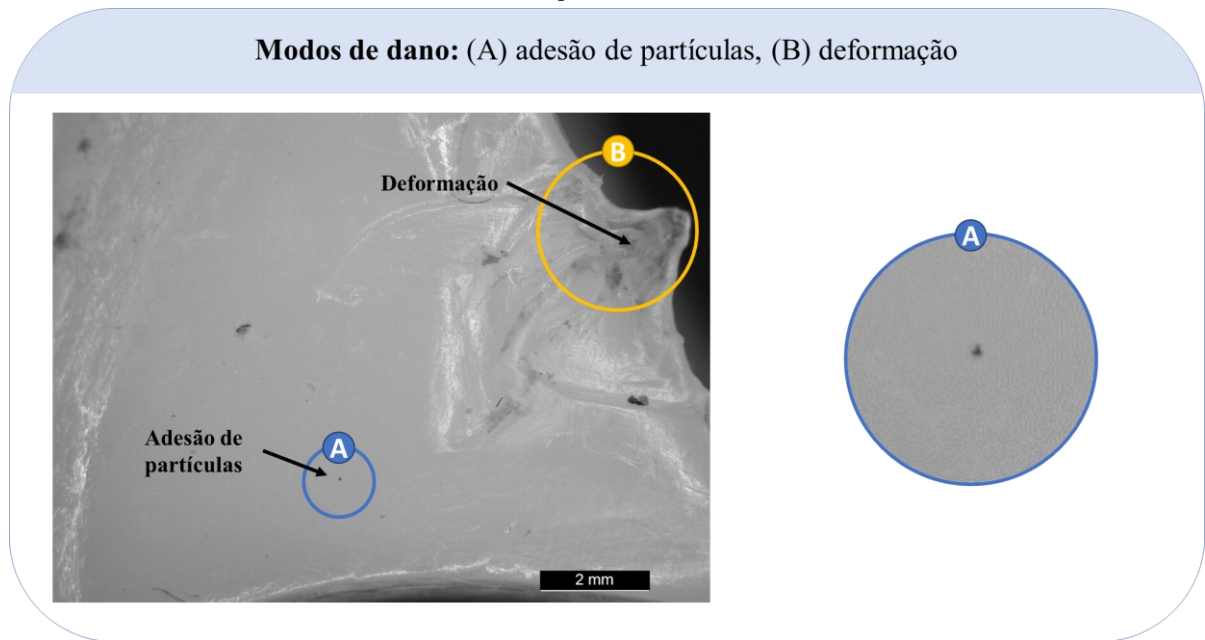 Modos de dano: (A) adesão de partículas, (B) deformação
B
Deformação
A
A
Adesão de
partículas
2 mm